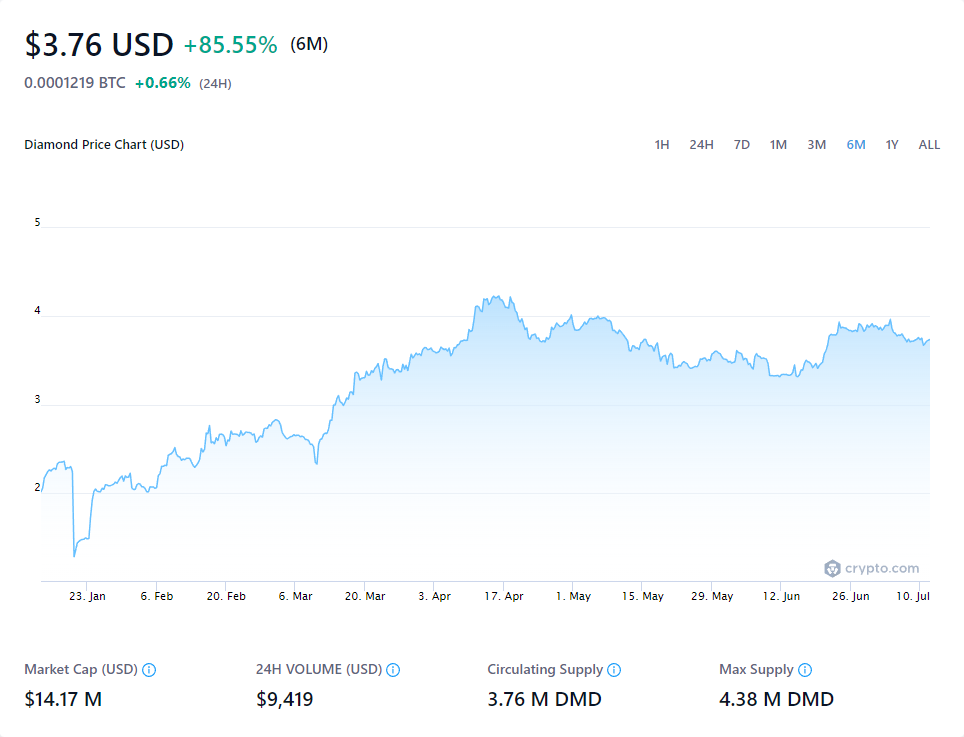 $3.76 USD +85.55% (6M)
0.0001219 BTC +0.66% (24H)
Diamond Price Chart (USD) 1H 24H 7D 1M 3M 6M 1Y ALL
5
4
3
2
crypto.com
23. Jan 6. Feb 20. Feb 6. Mar 20. Mar 3. Apr 17. Apr 1. May 15. May 29. May 12. Jun 26. Jun 10. Jul
Market Cap (USD) 24H VOLUME (USD) Circulating Supply Max Supply
$14.17 M $9,419 3.76 M DMD 4.38 M DMD